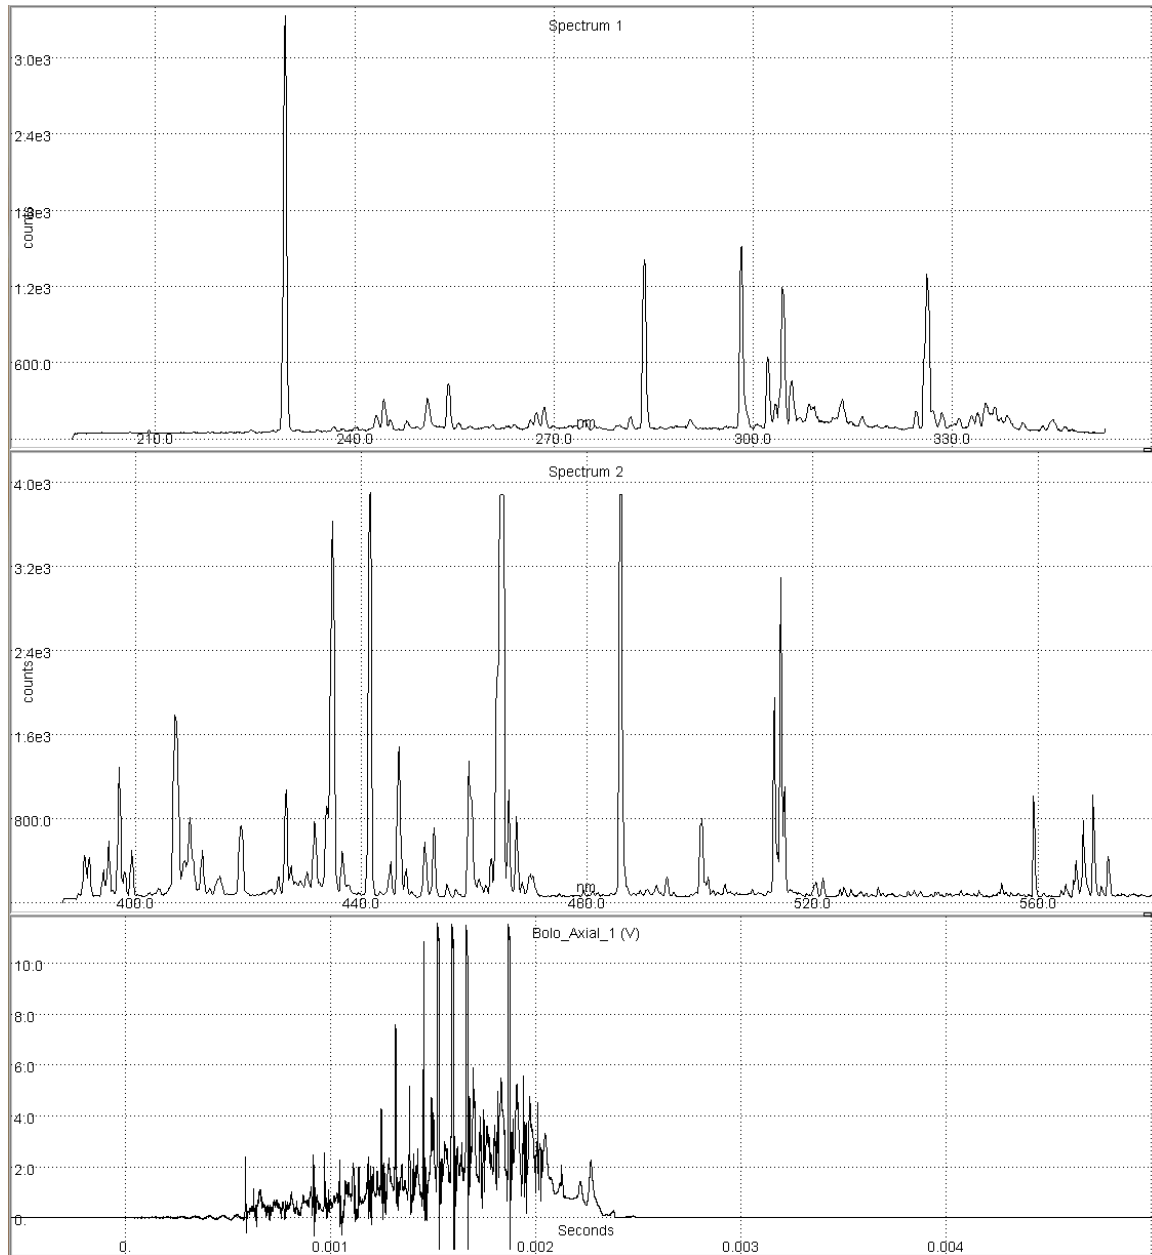 Spectrum 1
3.0e3
2.4e3
1.8e3
counts
1.2e3
600.0
nm
210.0 240.0 270.0 300.0 330.0
Spectrum 2
4.0e3
3.2e3
2.4e3
counts
1.6e3
800.0
nm
400.0 440.0 480.0 520.0 560.0
Bolo_Axial_1 (V)
10.0
8.0
6.0
4.0
2.0
0.
Seconds
0. 0.001 0.002 0.003 0.004